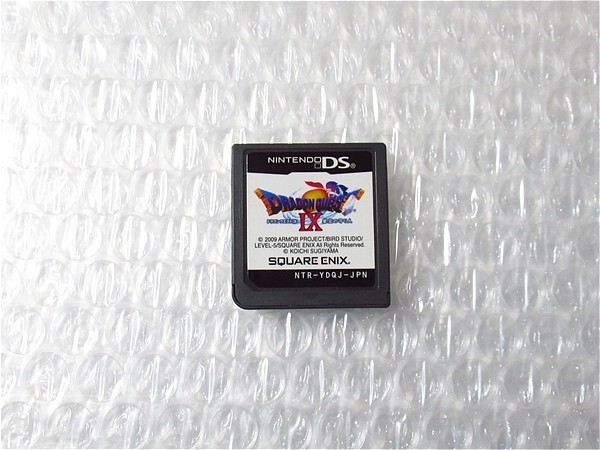 NINTENDO DS®
DRAGON QUEST
IX
© 2009 ARMOR PROJECT/BIRD STUDIO/
LEVEL-5/SQUARE ENIX All Rights Reserved.
© KOICHI SUGIYAMA
SQUARE ENIX.
NTR-YDQJ-JPN